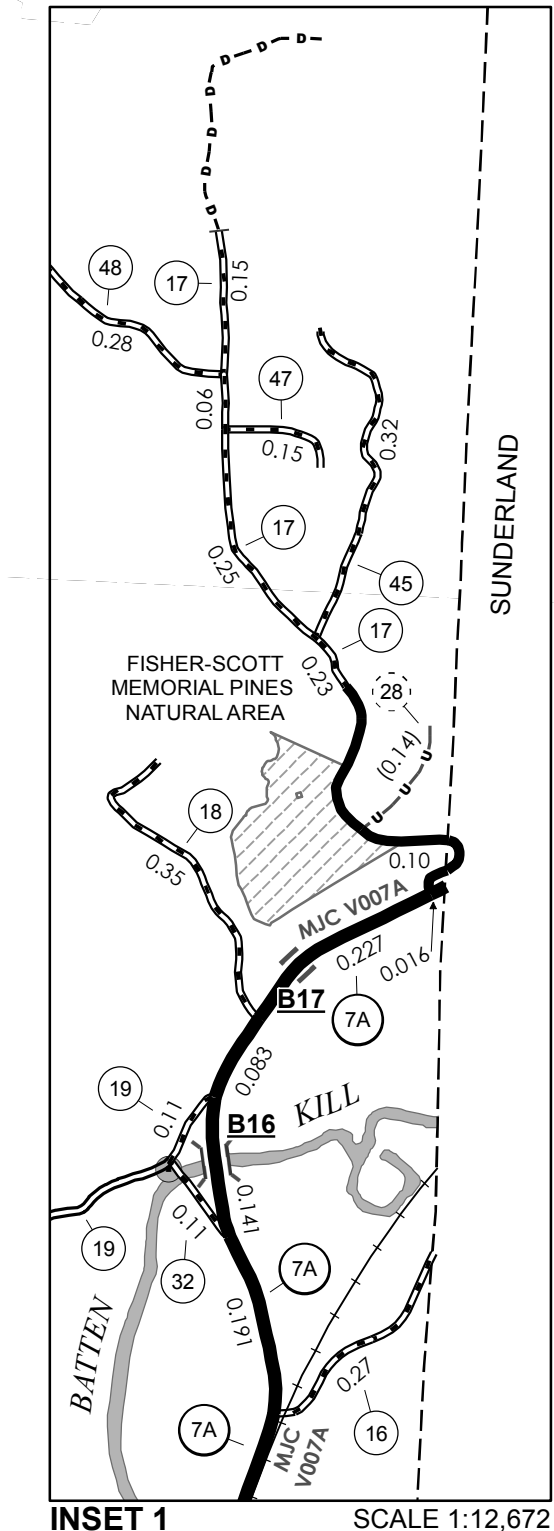 D
D
D
D
D
D
48
17
0.15
0.28
0.06
47
0.15
0.32
SUNDERLAND
17
0.25
45
17
0.23
FISHER-SCOTT
MEMORIAL PINES
NATURAL AREA
28
(0.14)
U
U
U
18
0.35
0.10
MJC V007A
0.227
0.016
B17
7A
0.083
19
0.11
KILL
B16
0.141
0.11
19
32
7A
BATTEN
0.191
0.27
7A
MJC
V007A
16
INSET 1
SCALE 1:12,672